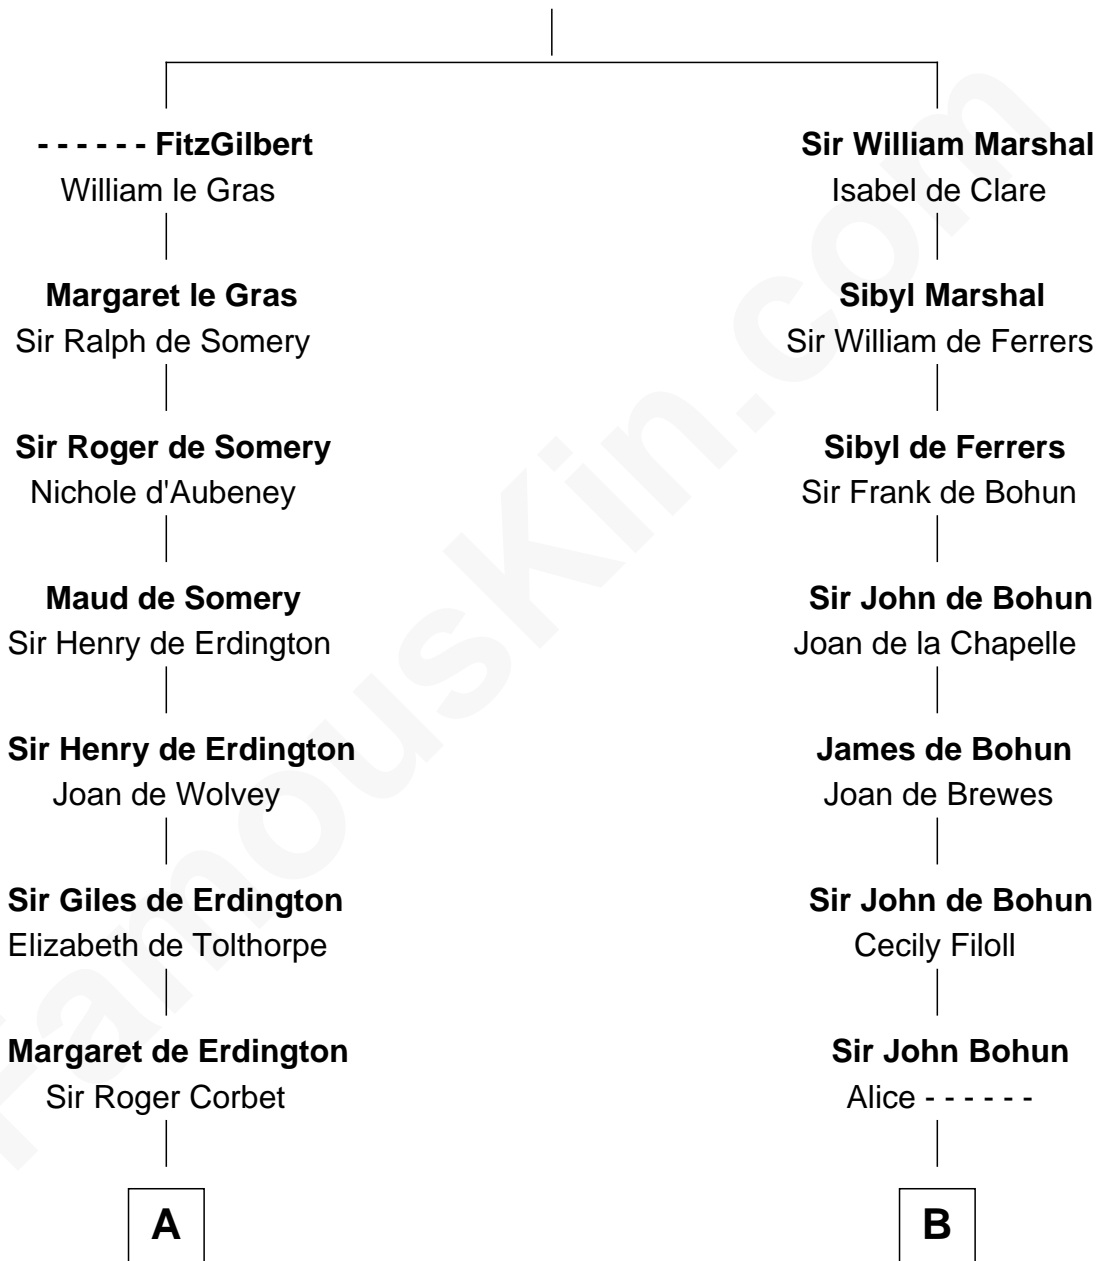 - - - - - - FitzGilbert
William le Gras
Margaret le Gras
Sir Ralph de Somery
Sir Roger de Somery
Nichole d'Aubeney
Maud de Somery
Sir Henry de Erdington
Sir Henry de Erdington
Joan de Wolvey
Sir Giles de Erdington
Elizabeth de Tolthorpe
Margaret de Erdington
Sir Roger Corbet
A
Sir William Marshal
Isabel de Clare
Sibyl Marshal
Sir William de Ferrers
Sibyl de Ferrers
Sir Frank de Bohun
Sir John de Bohun
Joan de la Chapelle
James de Bohun
Joan de Brewes
Sir John de Bohun
Cecily Filoll
Sir John Bohun
Alice - - - - - -
B
FamousKin.com